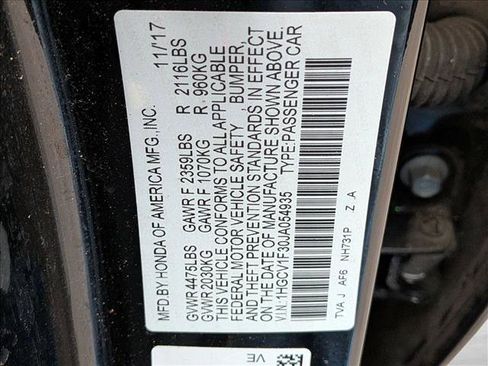 MFD BY HONDA OF AMERICA MFG., INC. 11/17
GVWR 4475LBS GAWR F 2359LBS R 2116LBS
GVWR 2030KG GAWR F 1070KG R 960KG
THIS VEHICLE CONFORMS TO ALL APPLICABLE
FEDERAL MOTOR VEHICLE SAFETY BUMPER,
AND THEFT PREVENTION STANDARDS IN EFFECT
ON THE DATE OF MANUFACTURE SHOWN ABOVE.
V.I.N.:1HGCV1F30JA054935 TYPE:PASSENGER CAR
TVA J AF6 NH731P Z .A
VE